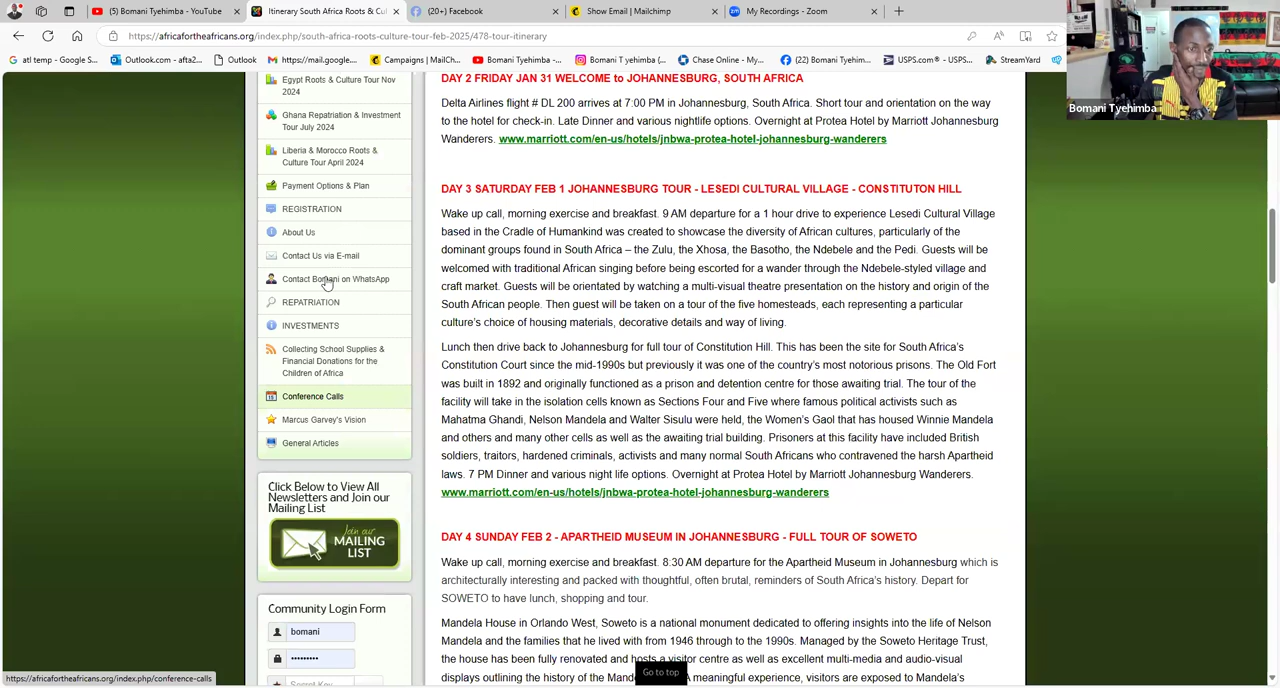 (5) Bomani Tyehimba - YouTube
Itinerary South Africa Roots & Cul
(20+) Facebook
Show Email | Mailchimp
My Recordings - Zoom
https://africafortheafricans.org/index.php/south-africa-roots-culture-tour-feb-2025/478-tour-itinerary
atl temp - Google S...
Outlook.com - afta2...
Outlook
https://mail.google...
Campaigns | MailCh...
Bomani Tyehimba -...
Bomani T yehimba (...
Chase Online - My...
(22) Bomani Tyehim...
USPS.com® - USPS...
StreamYard
Bomani Tyehimba
Egypt Roots & Culture Tour Nov
2024
Ghana Repatriation & Investment
Tour July 2024
Liberia & Morocco Roots &
Culture Tour April 2024
Payment Options & Plan
REGISTRATION
About Us
Contact Us via E-mail
Contact Bomani on WhatsApp
REPATRIATION
INVESTMENTS
Collecting School Supplies &
Financial Donations for the
Children of Africa
Conference Calls
Marcus Garvey's Vision
General Articles
Click Below to View All
Newsletters and Join our
Mailing List
Join our
MAILING
LIST
Community Login Form
bomani
•••••••••
Secret Key
https://africafortheafricans.org/index.php/conference-calls
DAY 2 FRIDAY JAN 31 WELCOME to JOHANNESBURG, SOUTH AFRICA
Delta Airlines flight # DL 200 arrives at 7:00 PM in Johannesburg, South Africa. Short tour and orientation on the way
to the hotel for check-in. Late Dinner and various nightlife options. Overnight at Protea Hotel by Marriott Johannesburg
Wanderers. www.marriott.com/en-us/hotels/jnbwa-protea-hotel-johannesburg-wanderers
DAY 3 SATURDAY FEB 1 JOHANNESBURG TOUR - LESEDI CULTURAL VILLAGE - CONSTITUTON HILL
Wake up call, morning exercise and breakfast. 9 AM departure for a 1 hour drive to experience Lesedi Cultural Village
based in the Cradle of Humankind was created to showcase the diversity of African cultures, particularly of the
dominant groups found in South Africa – the Zulu, the Xhosa, the Basotho, the Ndebele and the Pedi. Guests will be
welcomed with traditional African singing before being escorted for a wander through the Ndebele-styled village and
craft market. Guests will be orientated by watching a multi-visual theatre presentation on the history and origin of the
South African people. Then guest will be taken on a tour of the five homesteads, each representing a particular
culture's choice of housing materials, decorative details and way of living.
Lunch then drive back to Johannesburg for full tour of Constitution Hill. This has been the site for South Africa's
Constitution Court since the mid-1990s but previously it was one of the country's most notorious prisons. The Old Fort
was built in 1892 and originally functioned as a prison and detention centre for those awaiting trial. The tour of the
facility will take in the isolation cells known as Sections Four and Five where famous political activists such as
Mahatma Ghandi, Nelson Mandela and Walter Sisulu were held, the Women's Gaol that has housed Winnie Mandela
and others and many other cells as well as the awaiting trial building. Prisoners at this facility have included British
soldiers, traitors, hardened criminals, activists and many normal South Africans who contravened the harsh Apartheid
laws. 7 PM Dinner and various night life options. Overnight at Protea Hotel by Marriott Johannesburg Wanderers.
www.marriott.com/en-us/hotels/jnbwa-protea-hotel-johannesburg-wanderers
DAY 4 SUNDAY FEB 2 - APARTHEID MUSEUM IN JOHANNESBURG - FULL TOUR OF SOWETO
Wake up call, morning exercise and breakfast. 8:30 AM departure for the Apartheid Museum in Johannesburg which is
architecturally interesting and packed with thoughtful, often brutal, reminders of South Africa's history. Depart for
SOWETO to have lunch, shopping and tour.
Mandela House in Orlando West, Soweto is a national monument dedicated to offering insights into the life of Nelson
Mandela and the families that he lived with from 1946 through to the 1990s. Managed by the Soweto Heritage Trust,
the house has been fully renovated and hosts a visitor centre as well as excellent multi-media and audio-visual
displays outlining the history of the Mandela A meaningful experience, visitors are exposed to Mandela's
Go to top